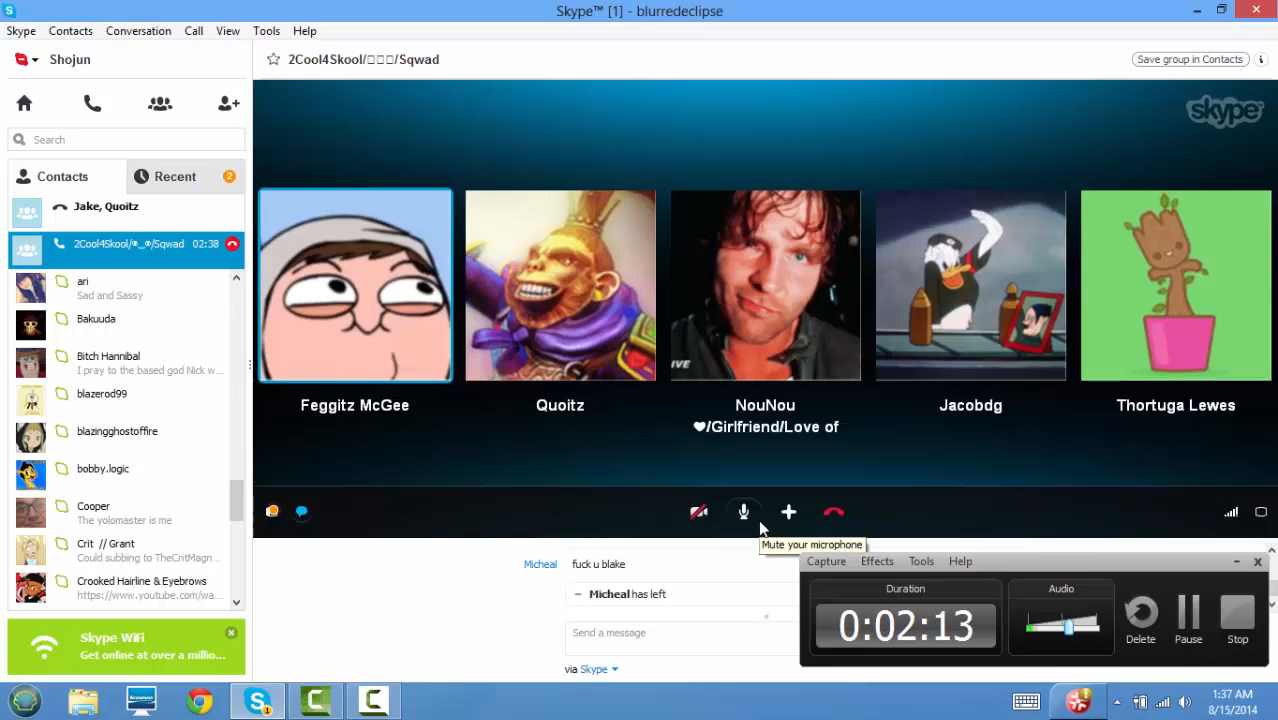 Skype™ [1] - blurredeclipse
Skype Contacts Conversation Call View Tools Help
Shojun
2Cool4Skool/□□□/Sqwad
Save group in Contacts
skype
Search
Contacts
Recent 2
Jake, Quoitz
2Cool4Skool/ಠ_ಠ/Sqwad 02:38
ari
Sad and Sassy
Bakuuda
Bitch Hannibal
I pray to the based god Nick w...
blazerod99
blazingghostoffire
bobby.logic
Cooper
The yolomaster is me
Crit // Grant
Could subbing to TheCritMagn...
Crooked Hairline & Eyebrows
https://www.youtube.com/wa...
Skype WiFi
Get online at over a millio...
Feggitz McGee
Quoitz
NouNou
♥/Girlfriend/Love of
Jacobdg
Thortuga Lewes
LIVE
Mute your microphone
Micheal fuck u blake
Micheal has left
Send a message
via Skype
Capture Effects Tools Help
Duration
0:02:13
Audio
Delete
Pause
Stop
lenovo
1
1:37 AM
8/15/2014